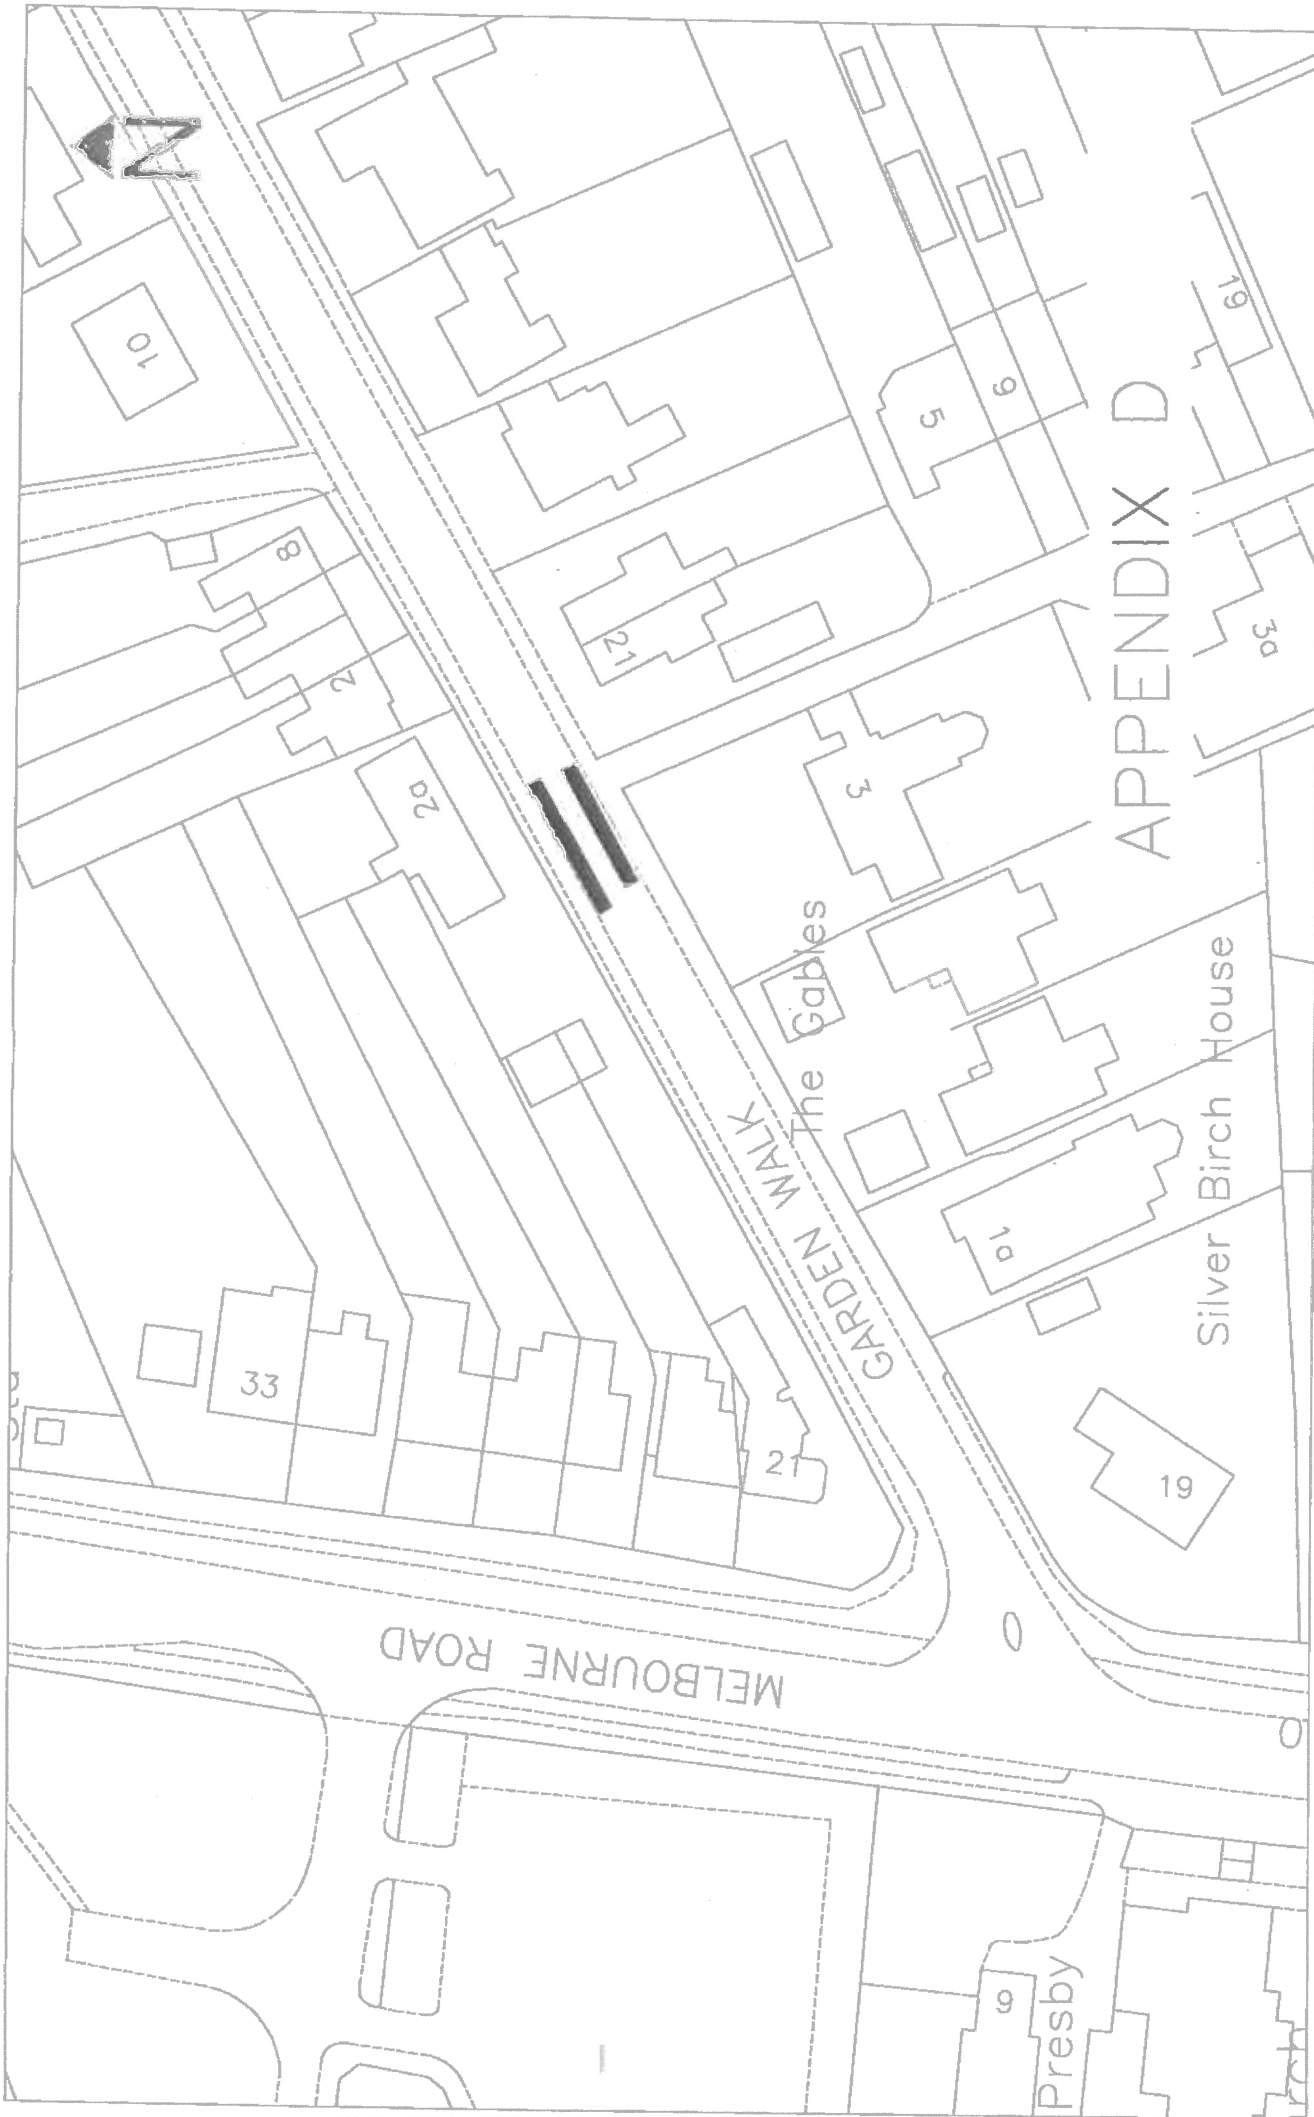 N
10
8
2
2a
21
5
9
19
3
3a
APPENDIX D
The Gables
GARDEN WALK
Silver Birch House
1a
33
21
19
MELBOURNE ROAD
9
Presby